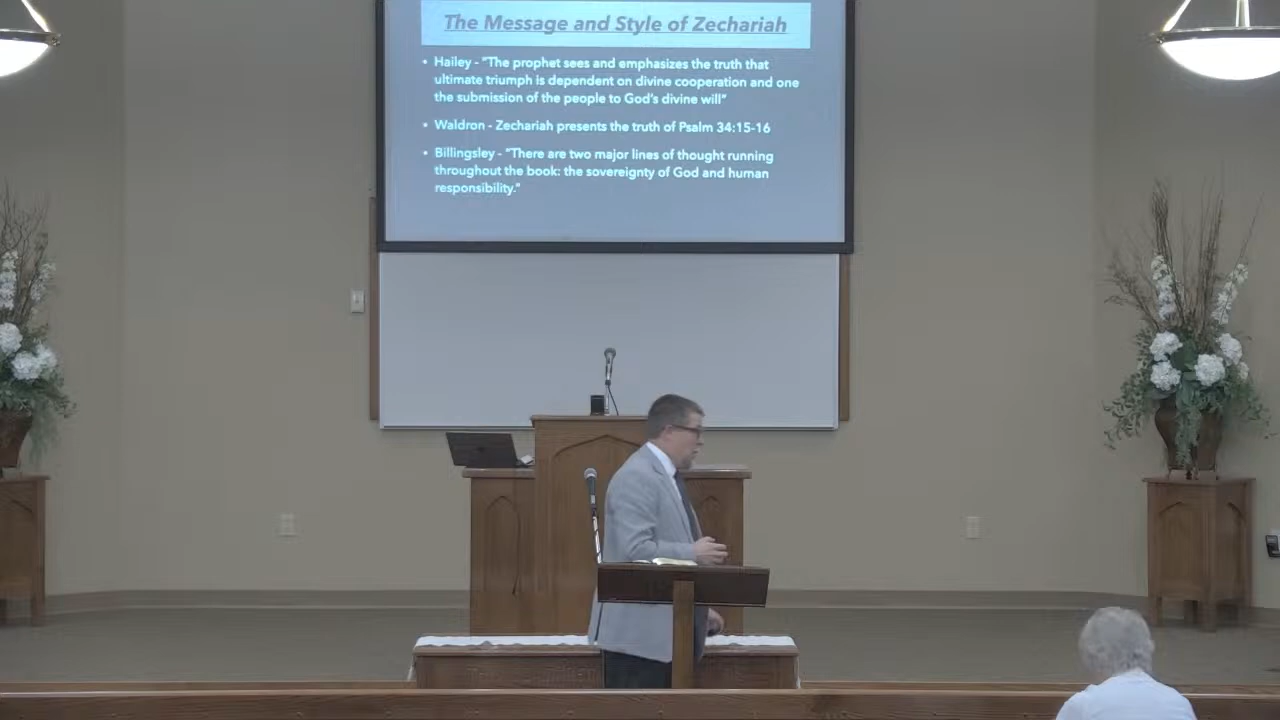 The Message and Style of Zechariah
• Hailey - "The prophet sees and emphasizes the truth that
ultimate triumph is dependent on divine cooperation and one
the submission of the people to God's divine will"
• Waldron - Zechariah presents the truth of Psalm 34:15-16
• Billingsley - "There are two major lines of thought running
throughout the book: the sovereignty of God and human
responsibility."